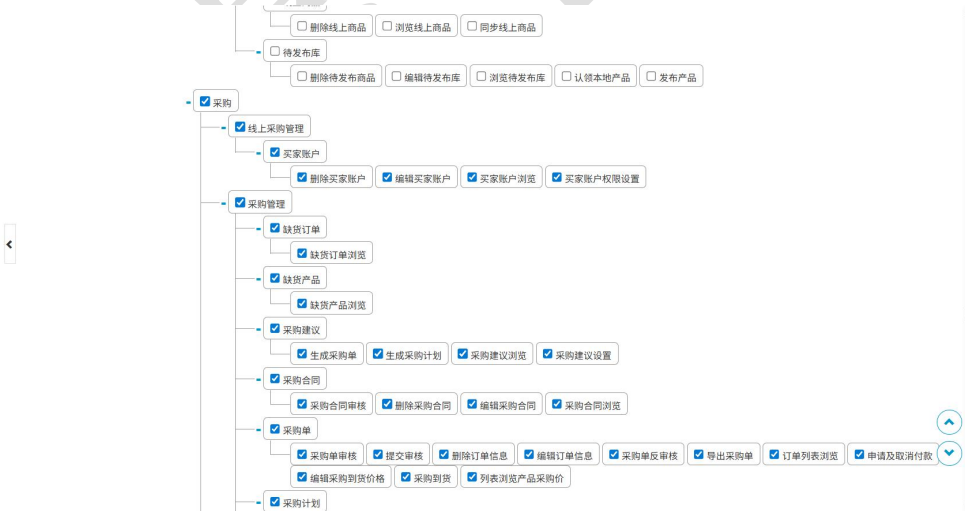 删除线上商品 浏览线上商品 同步线上商品
待发布库
删除待发布商品 编辑待发布库 浏览待发布库 认领本地产品 发布产品
采购
线上采购管理
买家账户
删除买家账户 编辑买家账户 买家账户浏览 买家账户权限设置
采购管理
缺货订单
缺货订单浏览
缺货产品
缺货产品浏览
采购建议
生成采购单 生成采购计划 采购建议浏览 采购建议设置
采购合同
采购合同审核 删除采购合同 编辑采购合同 采购合同浏览
采购单
采购单审核 提交审核 删除订单信息 编辑订单信息 采购单反审核 导出采购单 订单列表浏览 申请及取消付款
编辑采购到货价格 采购到货 列表浏览产品采购价
采购计划